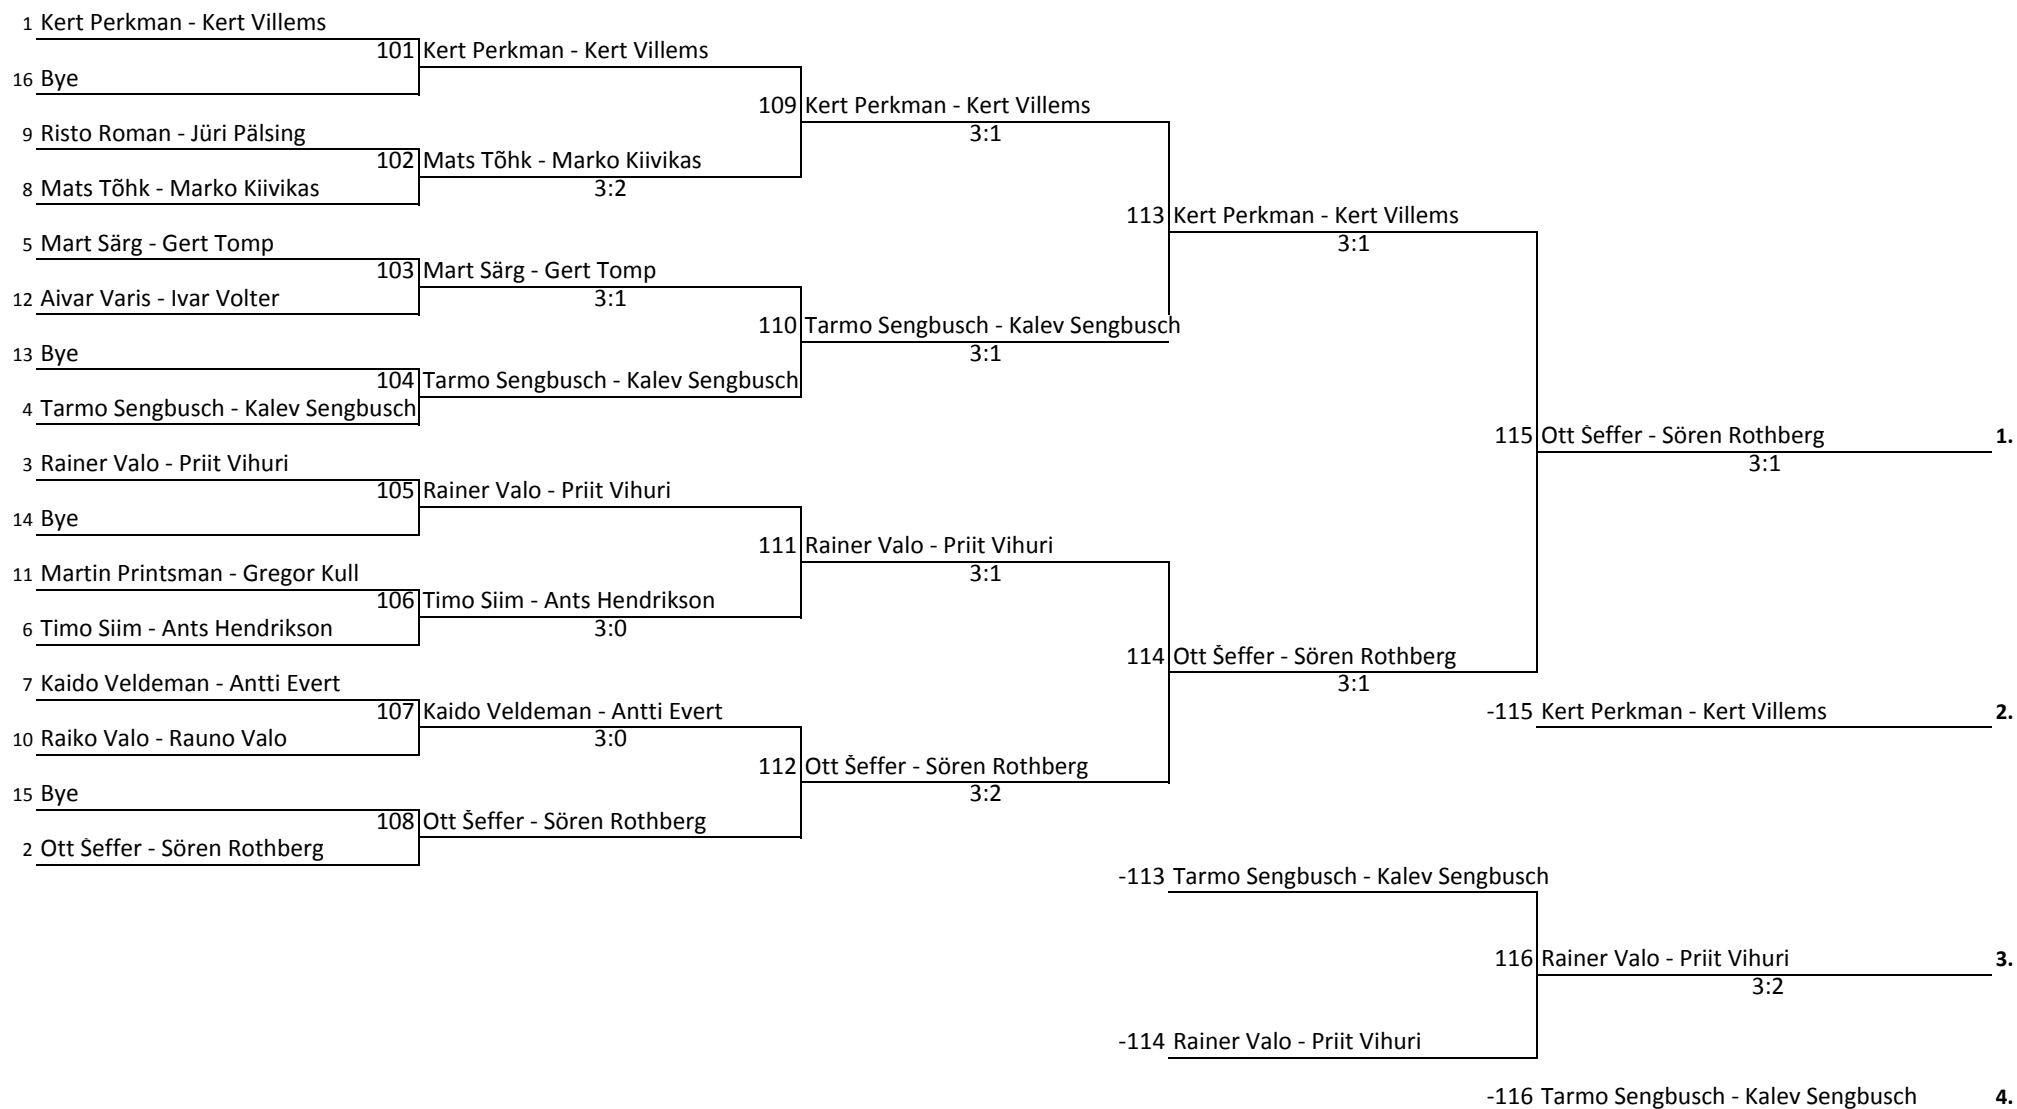 1 Kert Perkman - Kert Villems
101 Kert Perkman - Kert Villems
16 Bye
109 Kert Perkman - Kert Villems
3:1
9 Risto Roman - Jüri Pälsing
102 Mats Tõhk - Marko Kiivikas
3:2
8 Mats Tõhk - Marko Kiivikas
113 Kert Perkman - Kert Villems
3:1
5 Mart Särg - Gert Tomp
103 Mart Särg - Gert Tomp
3:1
12 Aivar Varis - Ivar Volter
110 Tarmo Sengbusch - Kalev Sengbusch
3:1
13 Bye
104 Tarmo Sengbusch - Kalev Sengbusch
4 Tarmo Sengbusch - Kalev Sengbusch
115 Ott Šeffer - Sören Rothberg 1.
3:1
3 Rainer Valo - Priit Vihuri
105 Rainer Valo - Priit Vihuri
14 Bye
111 Rainer Valo - Priit Vihuri
3:1
11 Martin Printsman - Gregor Kull
106 Timo Siim - Ants Hendrikson
3:0
6 Timo Siim - Ants Hendrikson
114 Ott Šeffer - Sören Rothberg
3:1
7 Kaido Veldeman - Antti Evert
107 Kaido Veldeman - Antti Evert
3:0
-115 Kert Perkman - Kert Villems 2.
10 Raiko Valo - Rauno Valo
112 Ott Šeffer - Sören Rothberg
3:2
15 Bye
108 Ott Šeffer - Sören Rothberg
2 Ott Šeffer - Sören Rothberg
-113 Tarmo Sengbusch - Kalev Sengbusch
116 Rainer Valo - Priit Vihuri 3.
3:2
-114 Rainer Valo - Priit Vihuri
-116 Tarmo Sengbusch - Kalev Sengbusch 4.